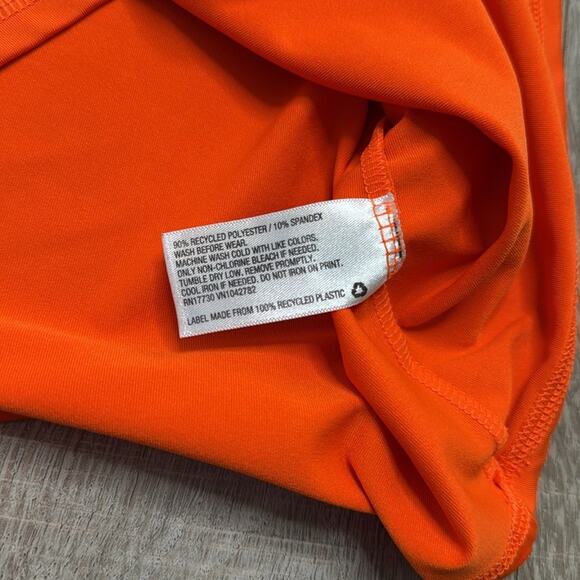 90% RECYCLED POLYESTER / 10% SPANDEX
WASH BEFORE WEAR.
MACHINE WASH COLD WITH LIKE COLORS.
ONLY NON-CHLORINE BLEACH IF NEEDED.
TUMBLE DRY LOW. REMOVE PROMPTLY.
COOL IRON IF NEEDED. DO NOT IRON ON PRINT.
RN17730 VN1042782
LABEL MADE FROM 100% RECYCLED PLASTIC